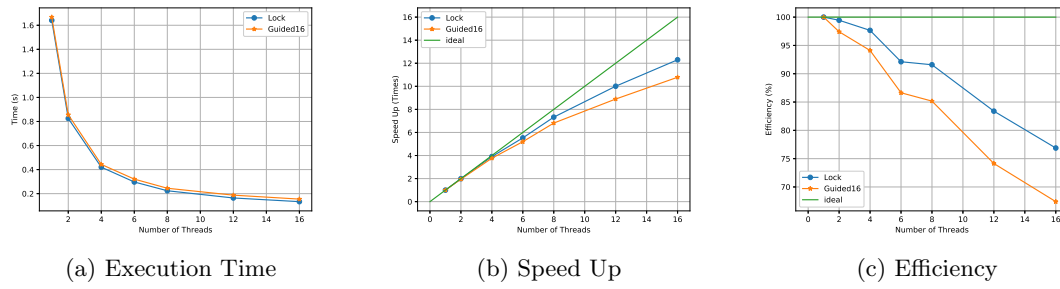 Lock
Guided16
1.6
1.4
1.2
1.0
0.8
0.6
0.4
0.2
Time (s)
2 4 6 8 10 12 14 16
Number of Threads
(a) Execution Time
Lock
Guided16
ideal
16
14
12
10
8
6
4
2
0
Speed Up (Times)
0 2 4 6 8 10 12 14 16
Number of Threads
(b) Speed Up
100
95
90
85
80
75
70
Efficiency (%)
Lock
Guided16
ideal
0 2 4 6 8 10 12 14 16
Number of Threads
(c) Efficiency